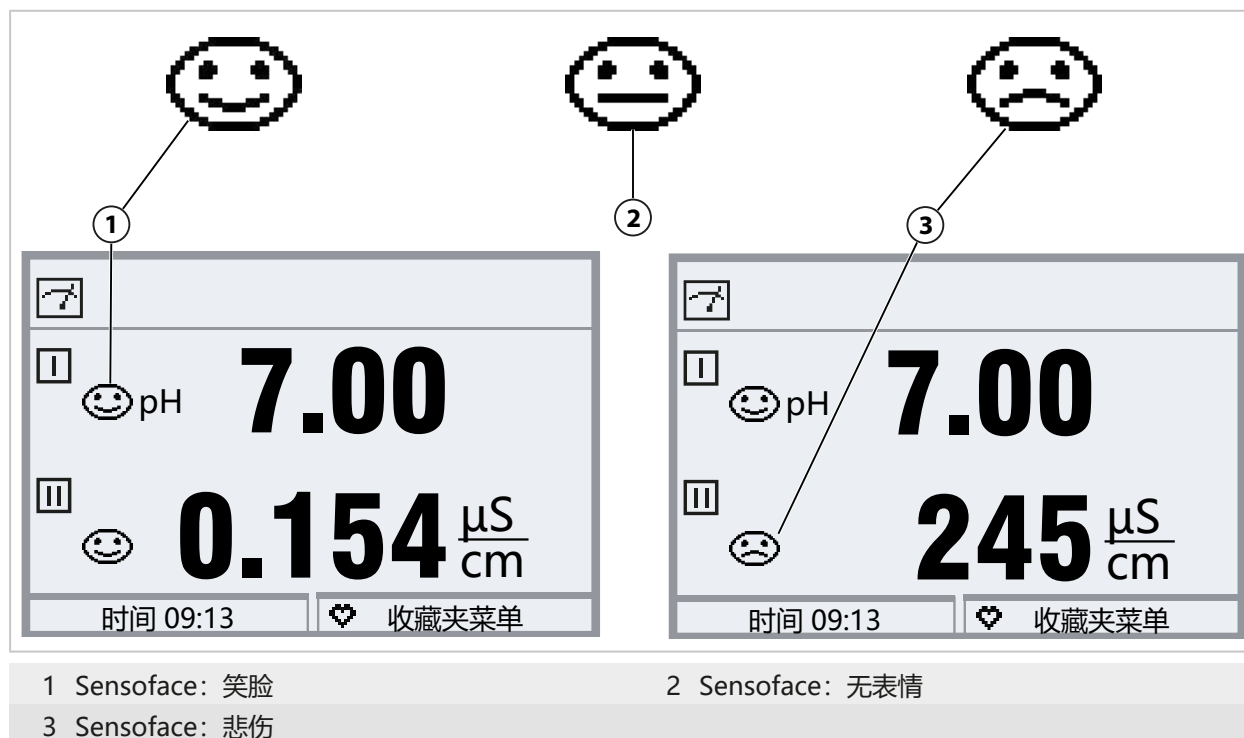 1
2
3
I
pH 7.00
II
0.154 µS/cm
时间 09:13
收藏夹菜单
I
pH 7.00
II
245 µS/cm
时间 09:13
收藏夹菜单
1 Sensoface：笑脸
2 Sensoface：无表情
3 Sensoface：悲伤